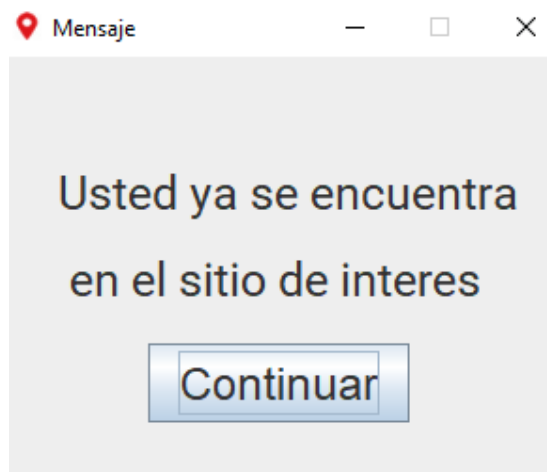 Mensaje
Usted ya se encuentra
en el sitio de interes
Continuar